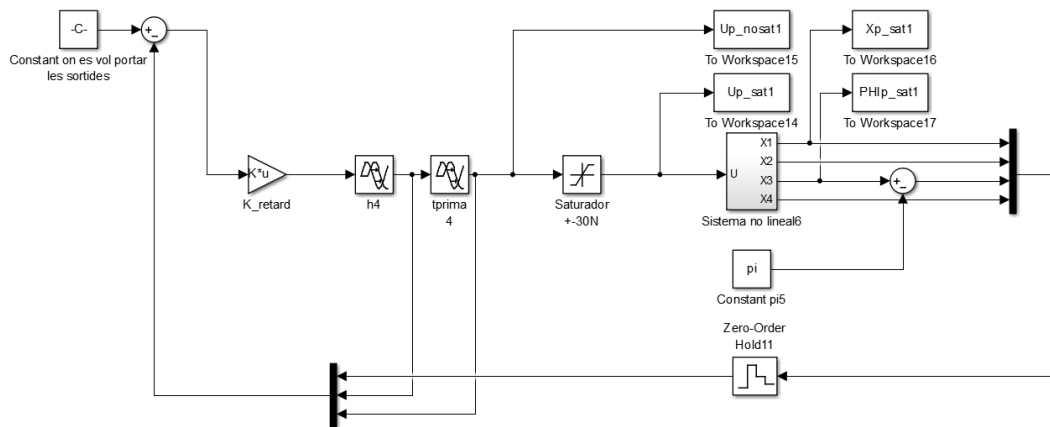 -C-
Constant on es vol portar
les sortides
+
-
K*u
K_retard
h4
tprima
4
Saturador
+-30N
Up_nosat1
To Workspace15
Up_sat1
To Workspace14
Xp_sat1
To Workspace16
PHIp_sat1
To Workspace17
U
X1
X2
X3
X4
Sistema no lineal6
+
-
pi
Constant pi5
Zero-Order
Hold11